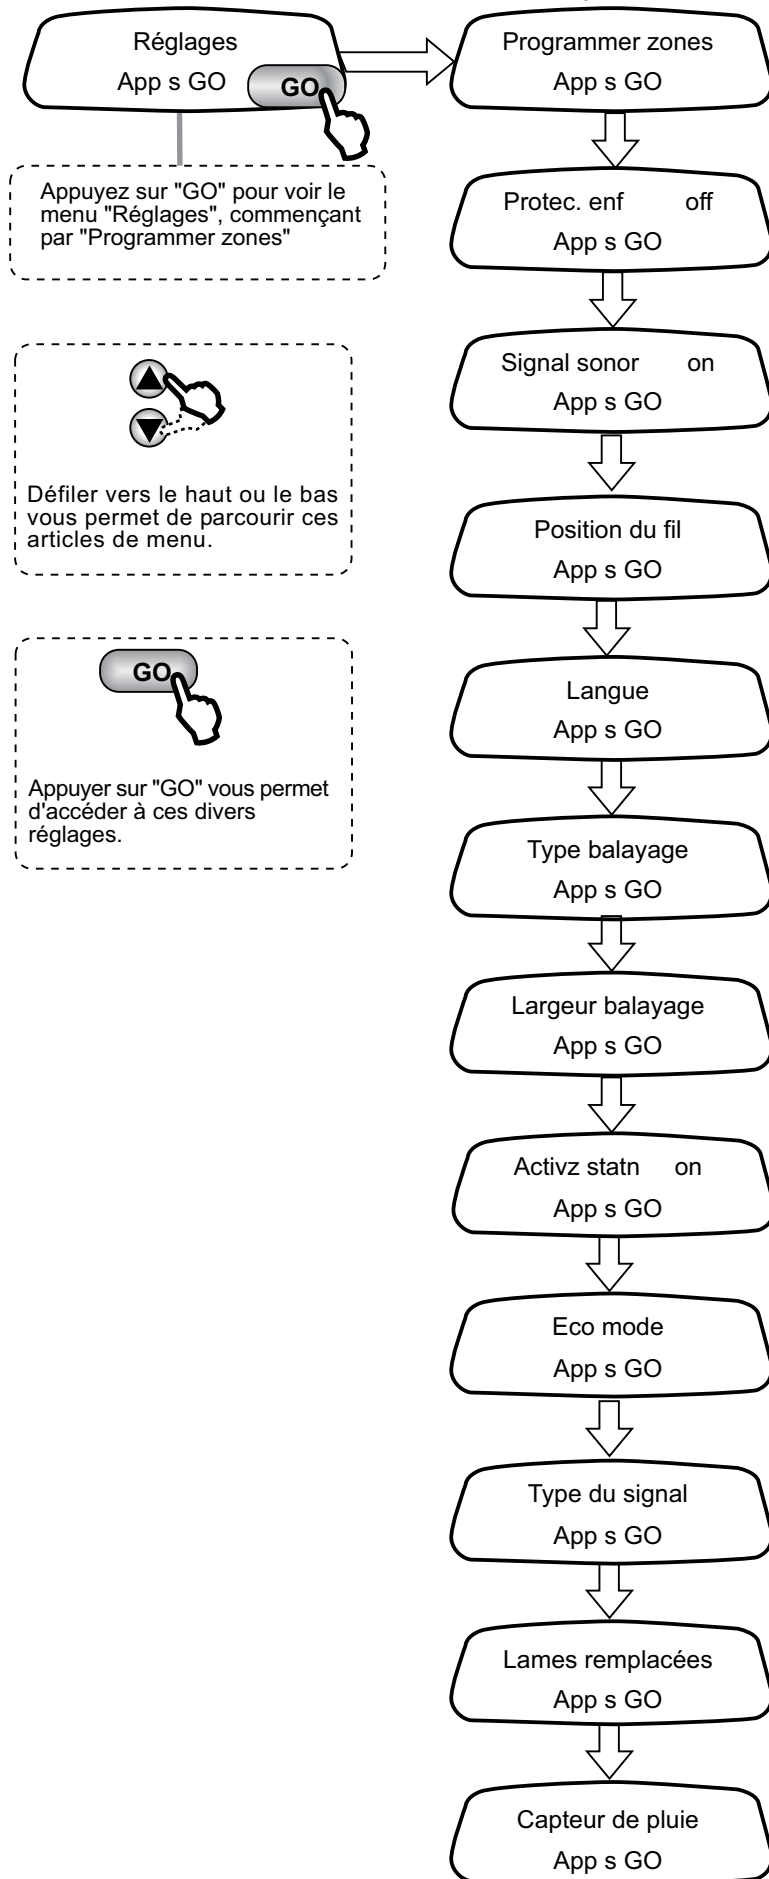 Réglages
App s GO
GO
Appuyez sur "GO" pour voir le
menu "Réglages", commençant
par "Programmer zones"
Défiler vers le haut ou le bas
vous permet de parcourir ces
articles de menu.
GO
Appuyer sur "GO" vous permet
d'accéder à ces divers
réglages.
Programmer zones
App s GO
Protec. enf off
App s GO
Signal sonor on
App s GO
Position du fil
App s GO
Langue
App s GO
Type balayage
App s GO
Largeur balayage
App s GO
Activz statn on
App s GO
Eco mode
App s GO
Type du signal
App s GO
Lames remplacées
App s GO
Capteur de pluie
App s GO